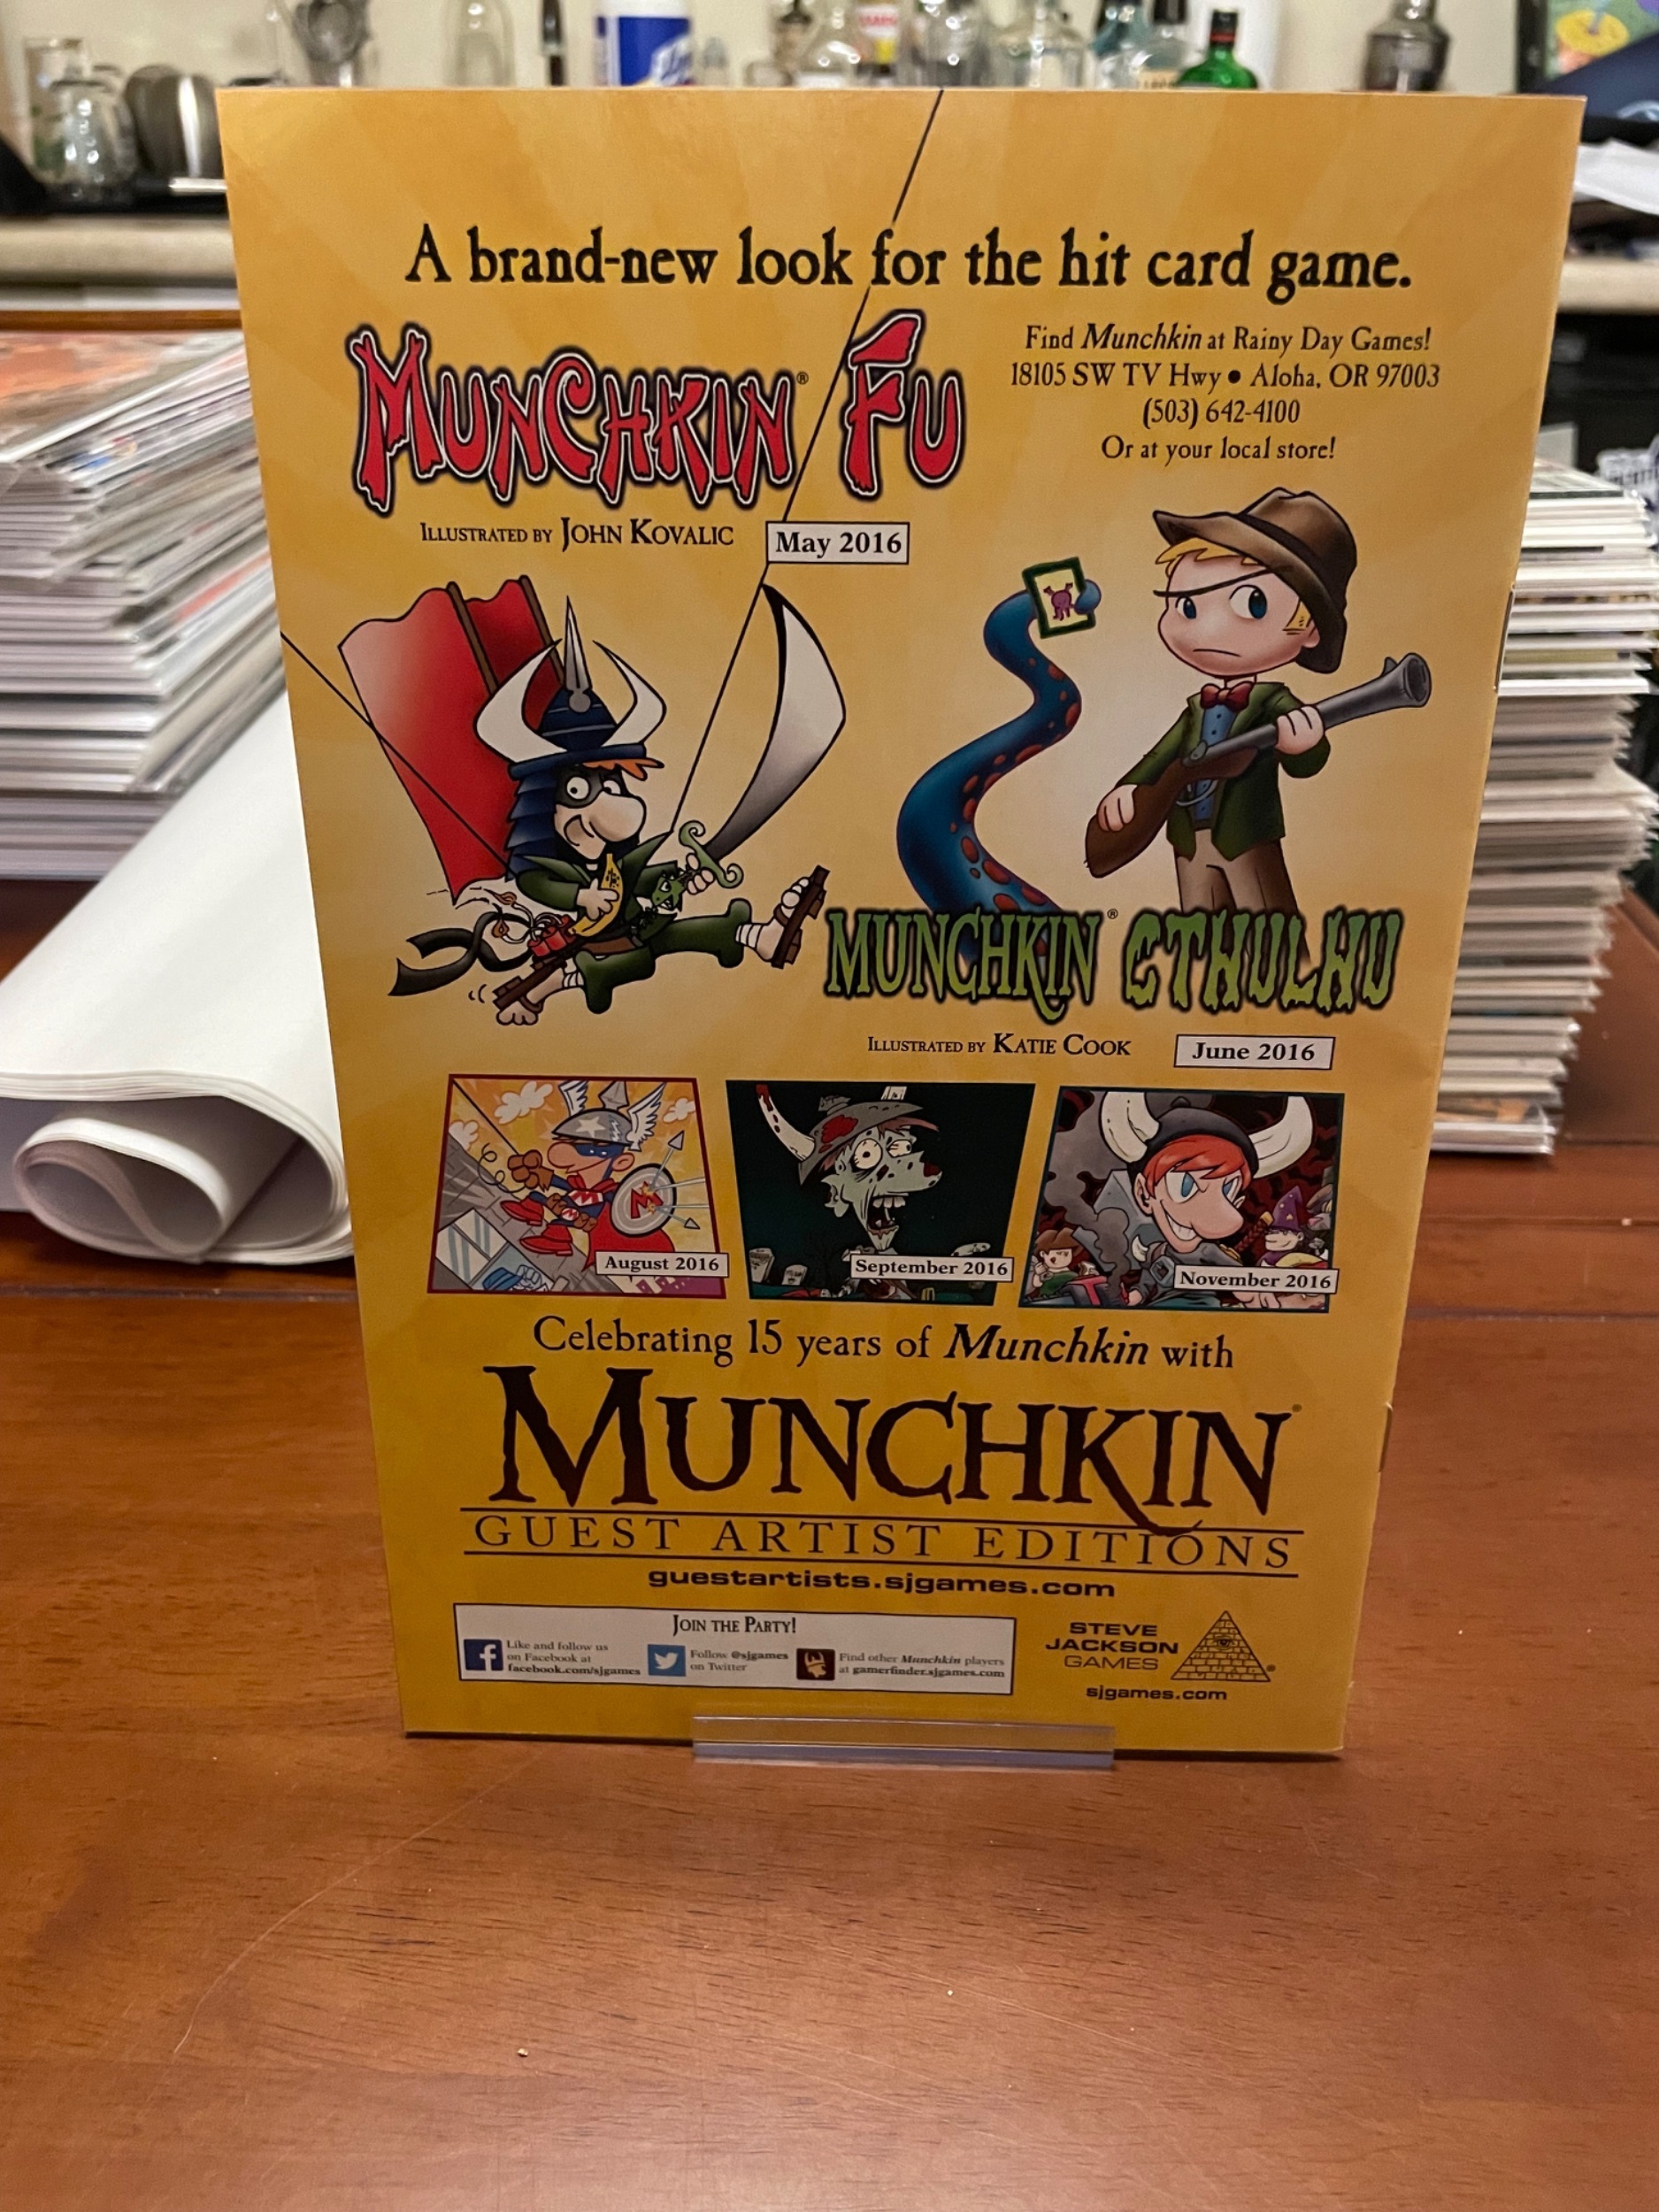 A brand-new look for the hit card game.
MUNCHKIN® FU
ILLUSTRATED BY JOHN KOVALIC
May 2016
Find Munchkin at Rainy Day Games!
18105 SW TV Hwy • Aloha, OR 97003
(503) 642-4100
Or at your local store!
MUNCHKIN® CTHULHU
ILLUSTRATED BY KATIE COOK
June 2016
M
M
August 2016
September 2016
November 2016
Celebrating 15 years of Munchkin with
MUNCHKIN®
GUEST ARTIST EDITIONS
guestartists.sjgames.com
JOIN THE PARTY!
Like and follow us
on Facebook at
facebook.com/sjgames
Follow @sjgames
on Twitter
Find other Munchkin players
at gamerfinder.sjgames.com
STEVE
JACKSON
GAMES
sjgames.com